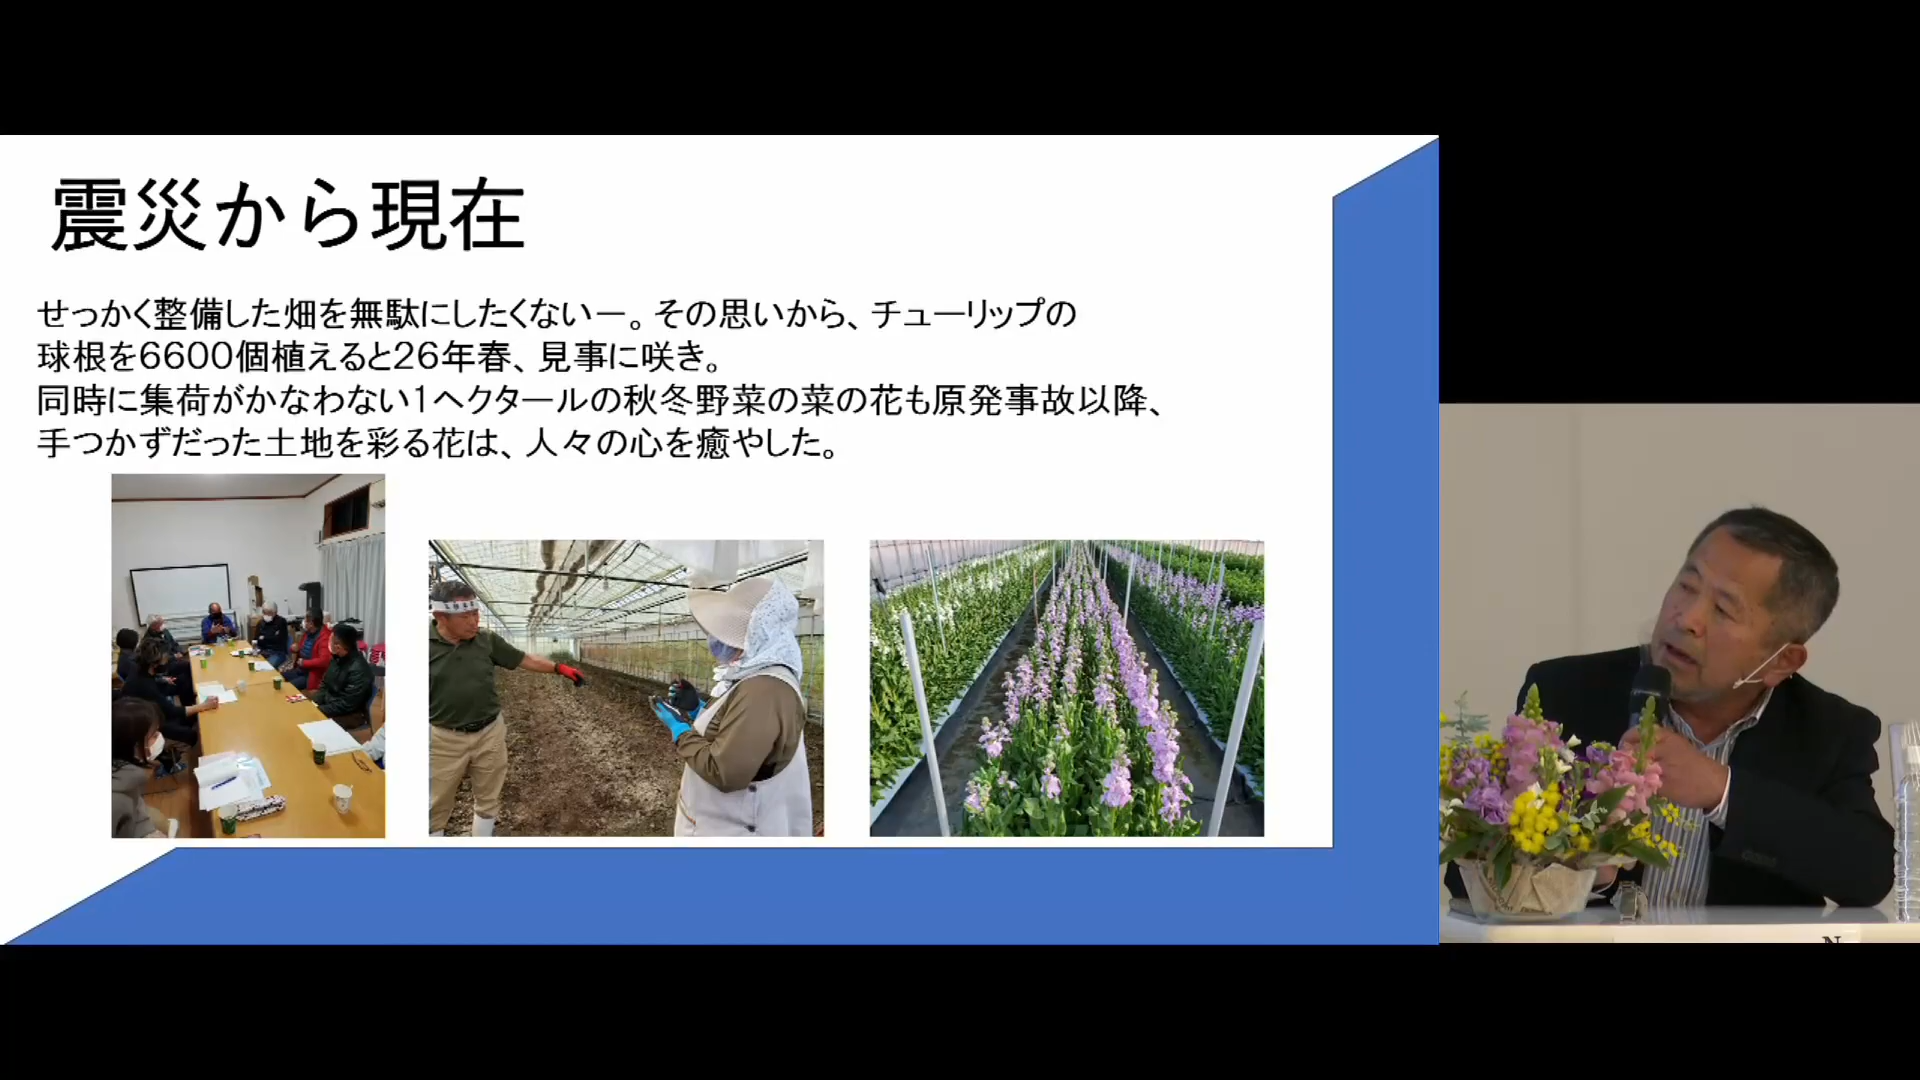 震災から現在
せっかく整備した畑を無駄にしたくないー。その思いから、チューリップの
球根を6600個植えると26年春、見事に咲き。
同時に集荷がかなわない1ヘクタールの秋冬野菜の菜の花も原発事故以降、
手つかずだった土地を彩る花は、人々の心を癒やした。
N